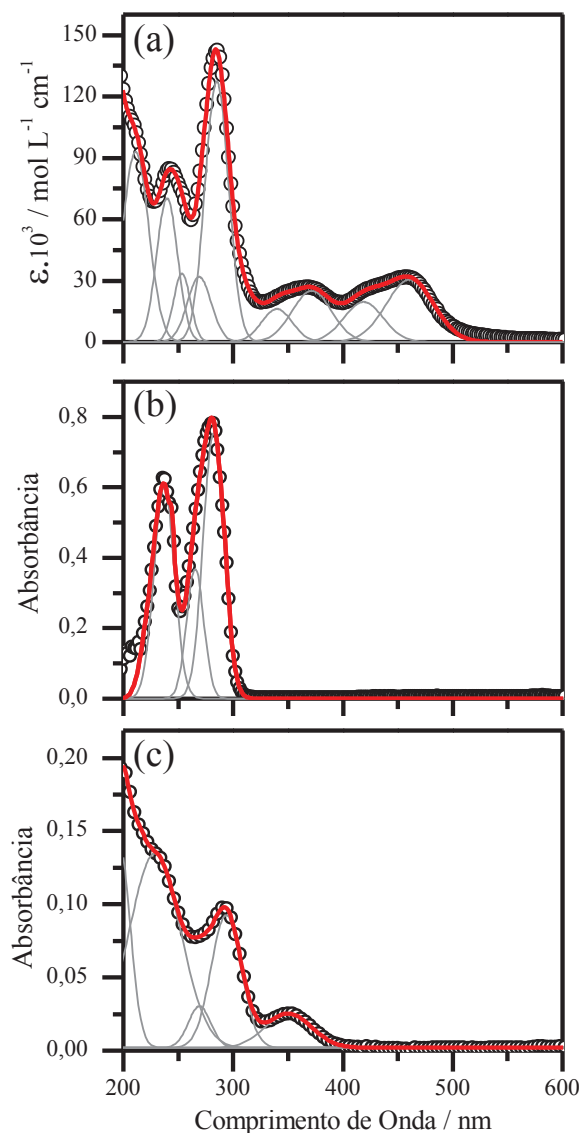 (a)
150
120
90
60
30
0
ε.10³ / mol L⁻¹ cm⁻¹
(b)
0,8
0,6
0,4
0,2
0,0
Absorbância
(c)
0,20
0,15
0,10
0,05
0,00
Absorbância
200 300 400 500 600
Comprimento de Onda / nm